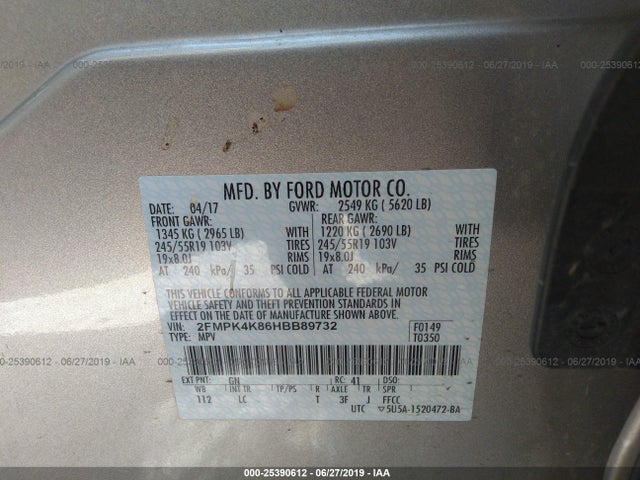 000-25390612 / 06/27/2019 - IAA
MFD. BY FORD MOTOR CO.
DATE: 04/17 GVWR: 2549 KG ( 5620 LB)
FRONT GAWR: REAR GAWR:
1345 KG ( 2965 LB) WITH 1220 KG ( 2690 LB) WITH
245/55R19 103V TIRES 245/55R19 103V TIRES
19x8.0J RIMS 19x8.0J RIMS
AT 240 kPa/ 35 PSI COLD AT 240 kPa/ 35 PSI COLD
THIS VEHICLE CONFORMS TO ALL APPLICABLE FEDERAL MOTOR
VEHICLE SAFETY AND THEFT PREVENTION STANDARDS IN
EFFECT ON THE DATE OF MANUFACTURE SHOWN ABOVE.
VIN: 2FMPK4K86HBB89732 F0149
TYPE: MPV T0350
EXT PNT: GN RC: 41 DSO:
WB INT TR TP/PS R AXLE TR SPR
112 LC T 3F J FFCC
UTC ▽5U5A-1520472-BA
000-25390612 / 06/27/2019 - IAA